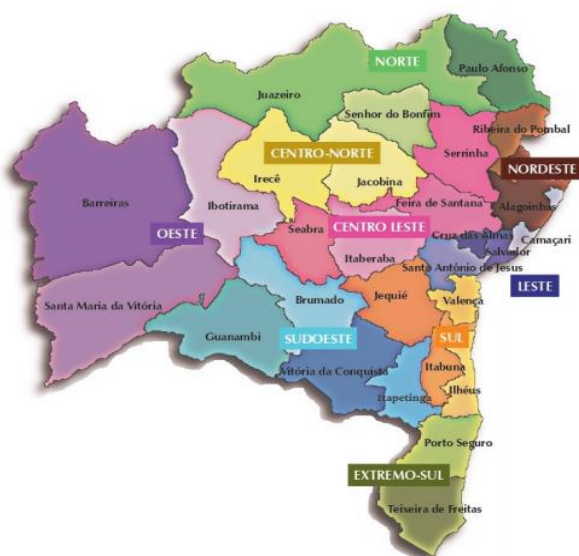 NORTE
Paulo Afonso
Juazeiro
Senhor do Bonfim
Ribeira do Pombal
CENTRO-NORTE
Serrinha
NORDESTE
Irecê
Jacobina
Barreiras
Ibotirama
Feira de Santana
Alagoinhas
OESTE
Seabra
CENTRO LESTE
Cruz das Almas
Camaçari
Salvador
Itaberaba
Santo Antônio de Jesus
LESTE
Santa Maria da Vitória
Brumado
Jequié
Valença
Guanambi
SUDOESTE
SUL
Vitória da Conquista
Itabuna
Itapetinga
Ilhéus
Porto Seguro
EXTREMO-SUL
Teixeira de Freitas